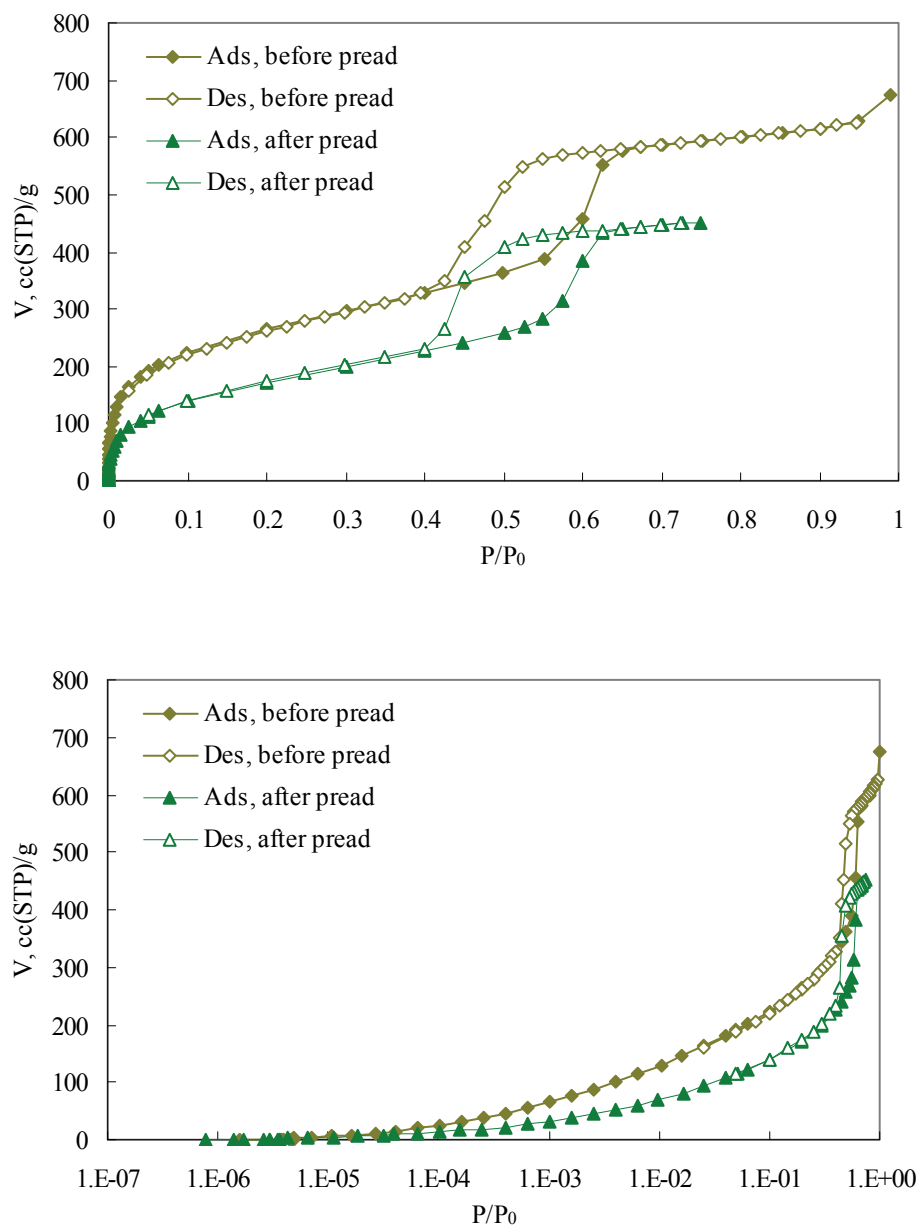 800
700
600
500
400
300
200
100
0
V, cc(STP)/g
Ads, before pread
Des, before pread
Ads, after pread
Des, after pread
0 0.1 0.2 0.3 0.4 0.5 0.6 0.7 0.8 0.9 1
P/P0
800
700
600
500
400
300
200
100
0
V, cc(STP)/g
Ads, before pread
Des, before pread
Ads, after pread
Des, after pread
1.E-07 1.E-06 1.E-05 1.E-04 1.E-03 1.E-02 1.E-01 1.E+00
P/P0